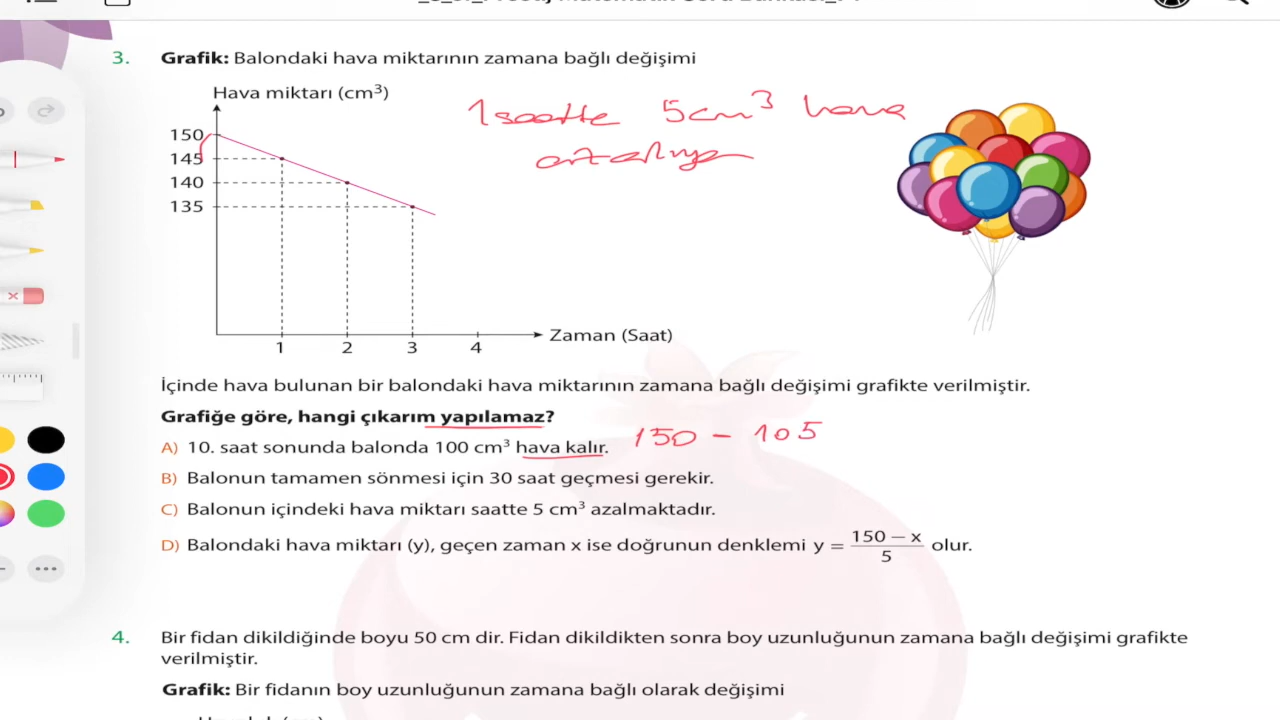 3. Grafik: Balondaki hava miktarının zamana bağlı değişimi
Hava miktarı (cm³)
1 saatte 5cm³ hava
150
145
140
135
1 2 3 4
Zaman (Saat)
İçinde hava bulunan bir balondaki hava miktarının zamana bağlı değişimi grafikte verilmiştir.
Grafiğe göre, hangi çıkarım yapılamaz?
A) 10. saat sonunda balonda 100 cm³ hava kalır. 150 - 105
B) Balonun tamamen sönmesi için 30 saat geçmesi gerekir.
C) Balonun içindeki hava miktarı saatte 5 cm³ azalmaktadır.
D) Balondaki hava miktarı (y), geçen zaman x ise doğrunun denklemi y = (150 – x)/5 olur.
4. Bir fidan dikildiğinde boyu 50 cm dir. Fidan dikildikten sonra boy uzunluğunun zamana bağlı değişimi grafikte
verilmiştir.
Grafik: Bir fidanın boy uzunluğunun zamana bağlı olarak değişimi